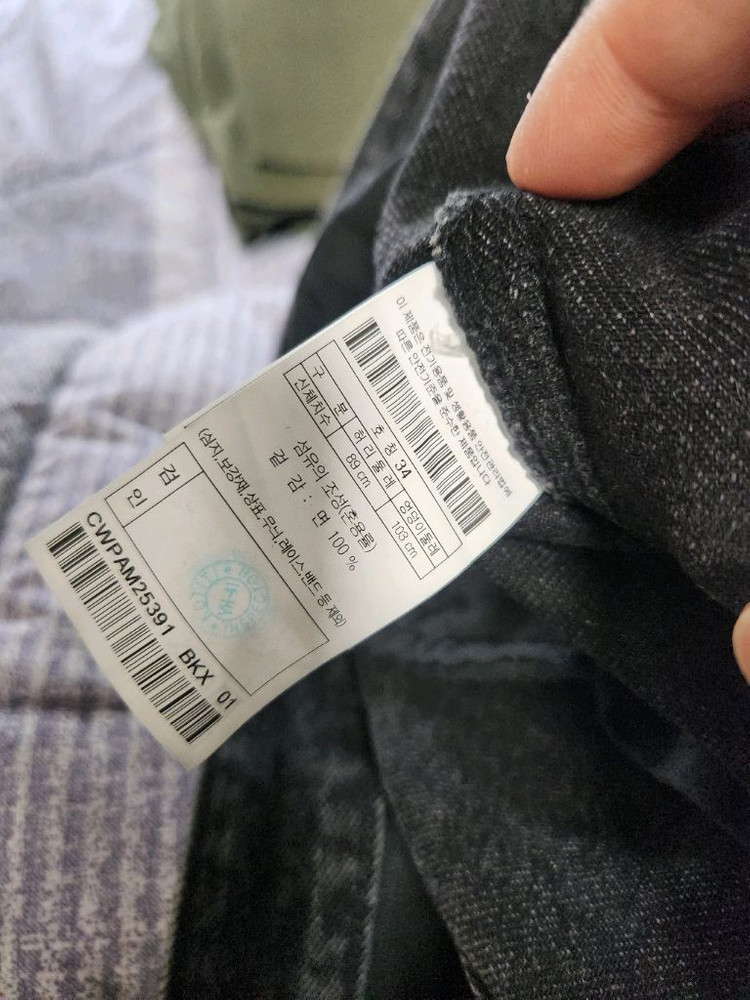 이 제품은 전기용품 및 생활용품 안전관리법에
따른 안전기준을 준수한 제품입니다
호 칭 34
구 분 허리둘레 엉덩이둘레
신체치수 89 cm 103 cm
섬유의 조성(혼용률)
겉 감 : 면 100 %
(심지,보강재,상표,무늬,레이스,밴드 등 제외)
검
인
CWPAM25391 BKX 01